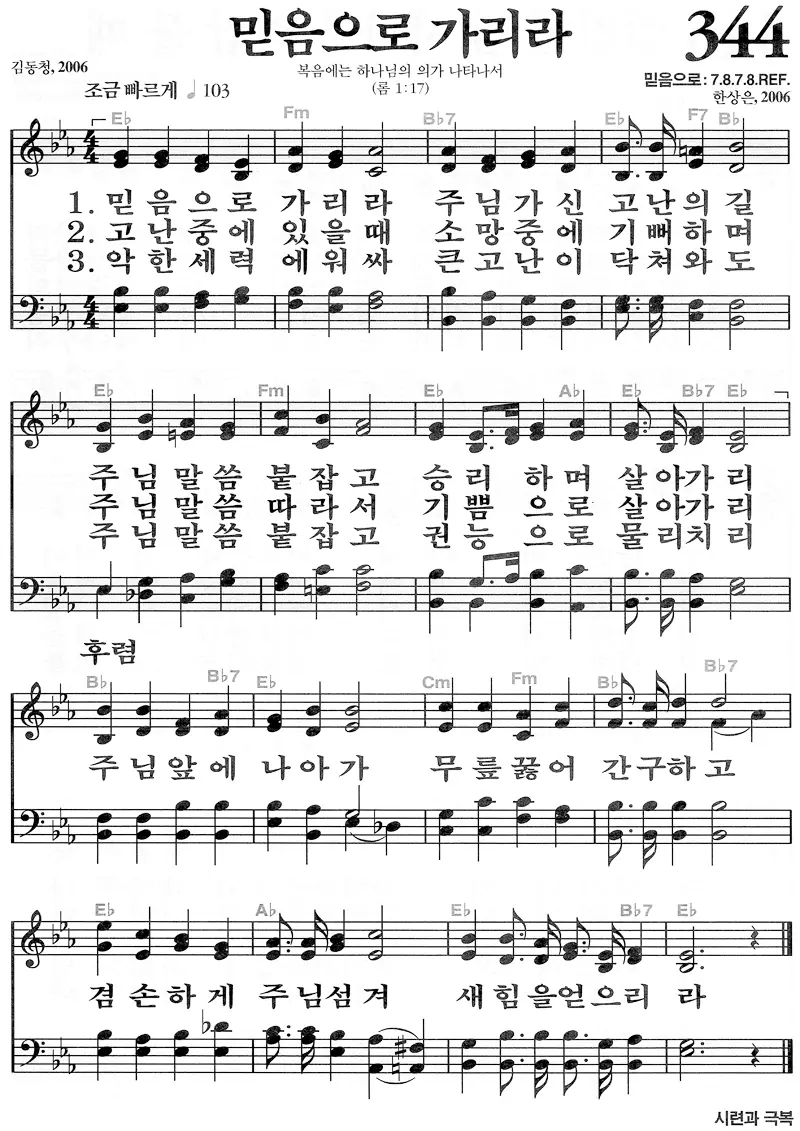 믿음으로 가리라 344
김동청, 2006 복음에는 하나님의 의가 나타나서 믿음으로: 7.8.7.8.REF.
조금 빠르게 ♩ 103 (롬 1:17) 한상은, 2006
E♭ Fm B♭7 E♭ F7 B♭
1. 믿음으로 가리라 주님가신 고난의길
2. 고난중에 있을때 소망중에 기뻐하며
3. 악한세력 에워싸 큰고난이 닥쳐와도
E♭ Fm E♭ A♭ E♭ B♭7 E♭
주님말씀 붙잡고 승리 하며 살아가리
주님말씀 따라서 기쁨 으로 살아가리
주님말씀 붙잡고 권능 으로 물리치리
후렴
B♭ B♭7 E♭ Cm Fm B♭ B♭7
주님앞에 나아가 무릎꿇어 간구하고
E♭ A♭ E♭ B♭7 E♭
겸손하게 주님섬겨 새힘을얻으리 라
시련과 극복